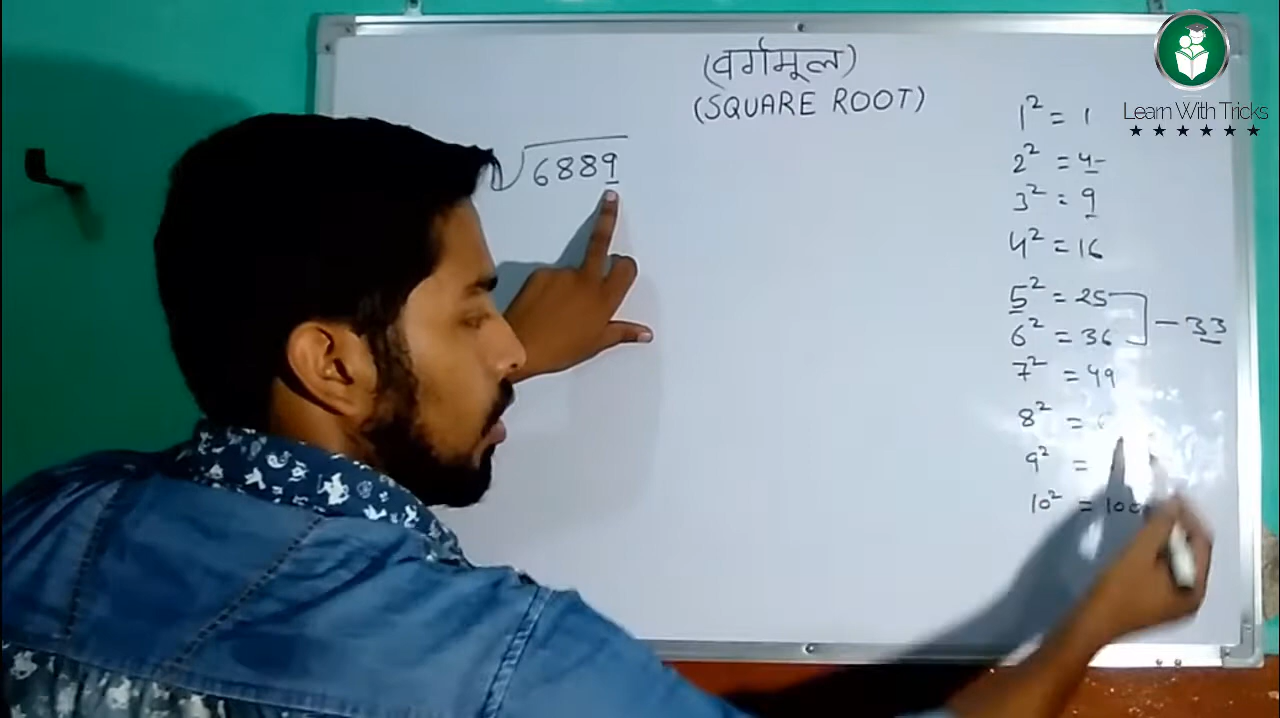 (वर्गमूल)
(SQUARE ROOT)
√6889
1² = 1
2² = 4
3² = 9
4² = 16
5² = 25
6² = 36
- 33
7² = 49
8² =
9² =
10² = 100
Learn With Tricks
★ ★ ★ ★ ★ ★